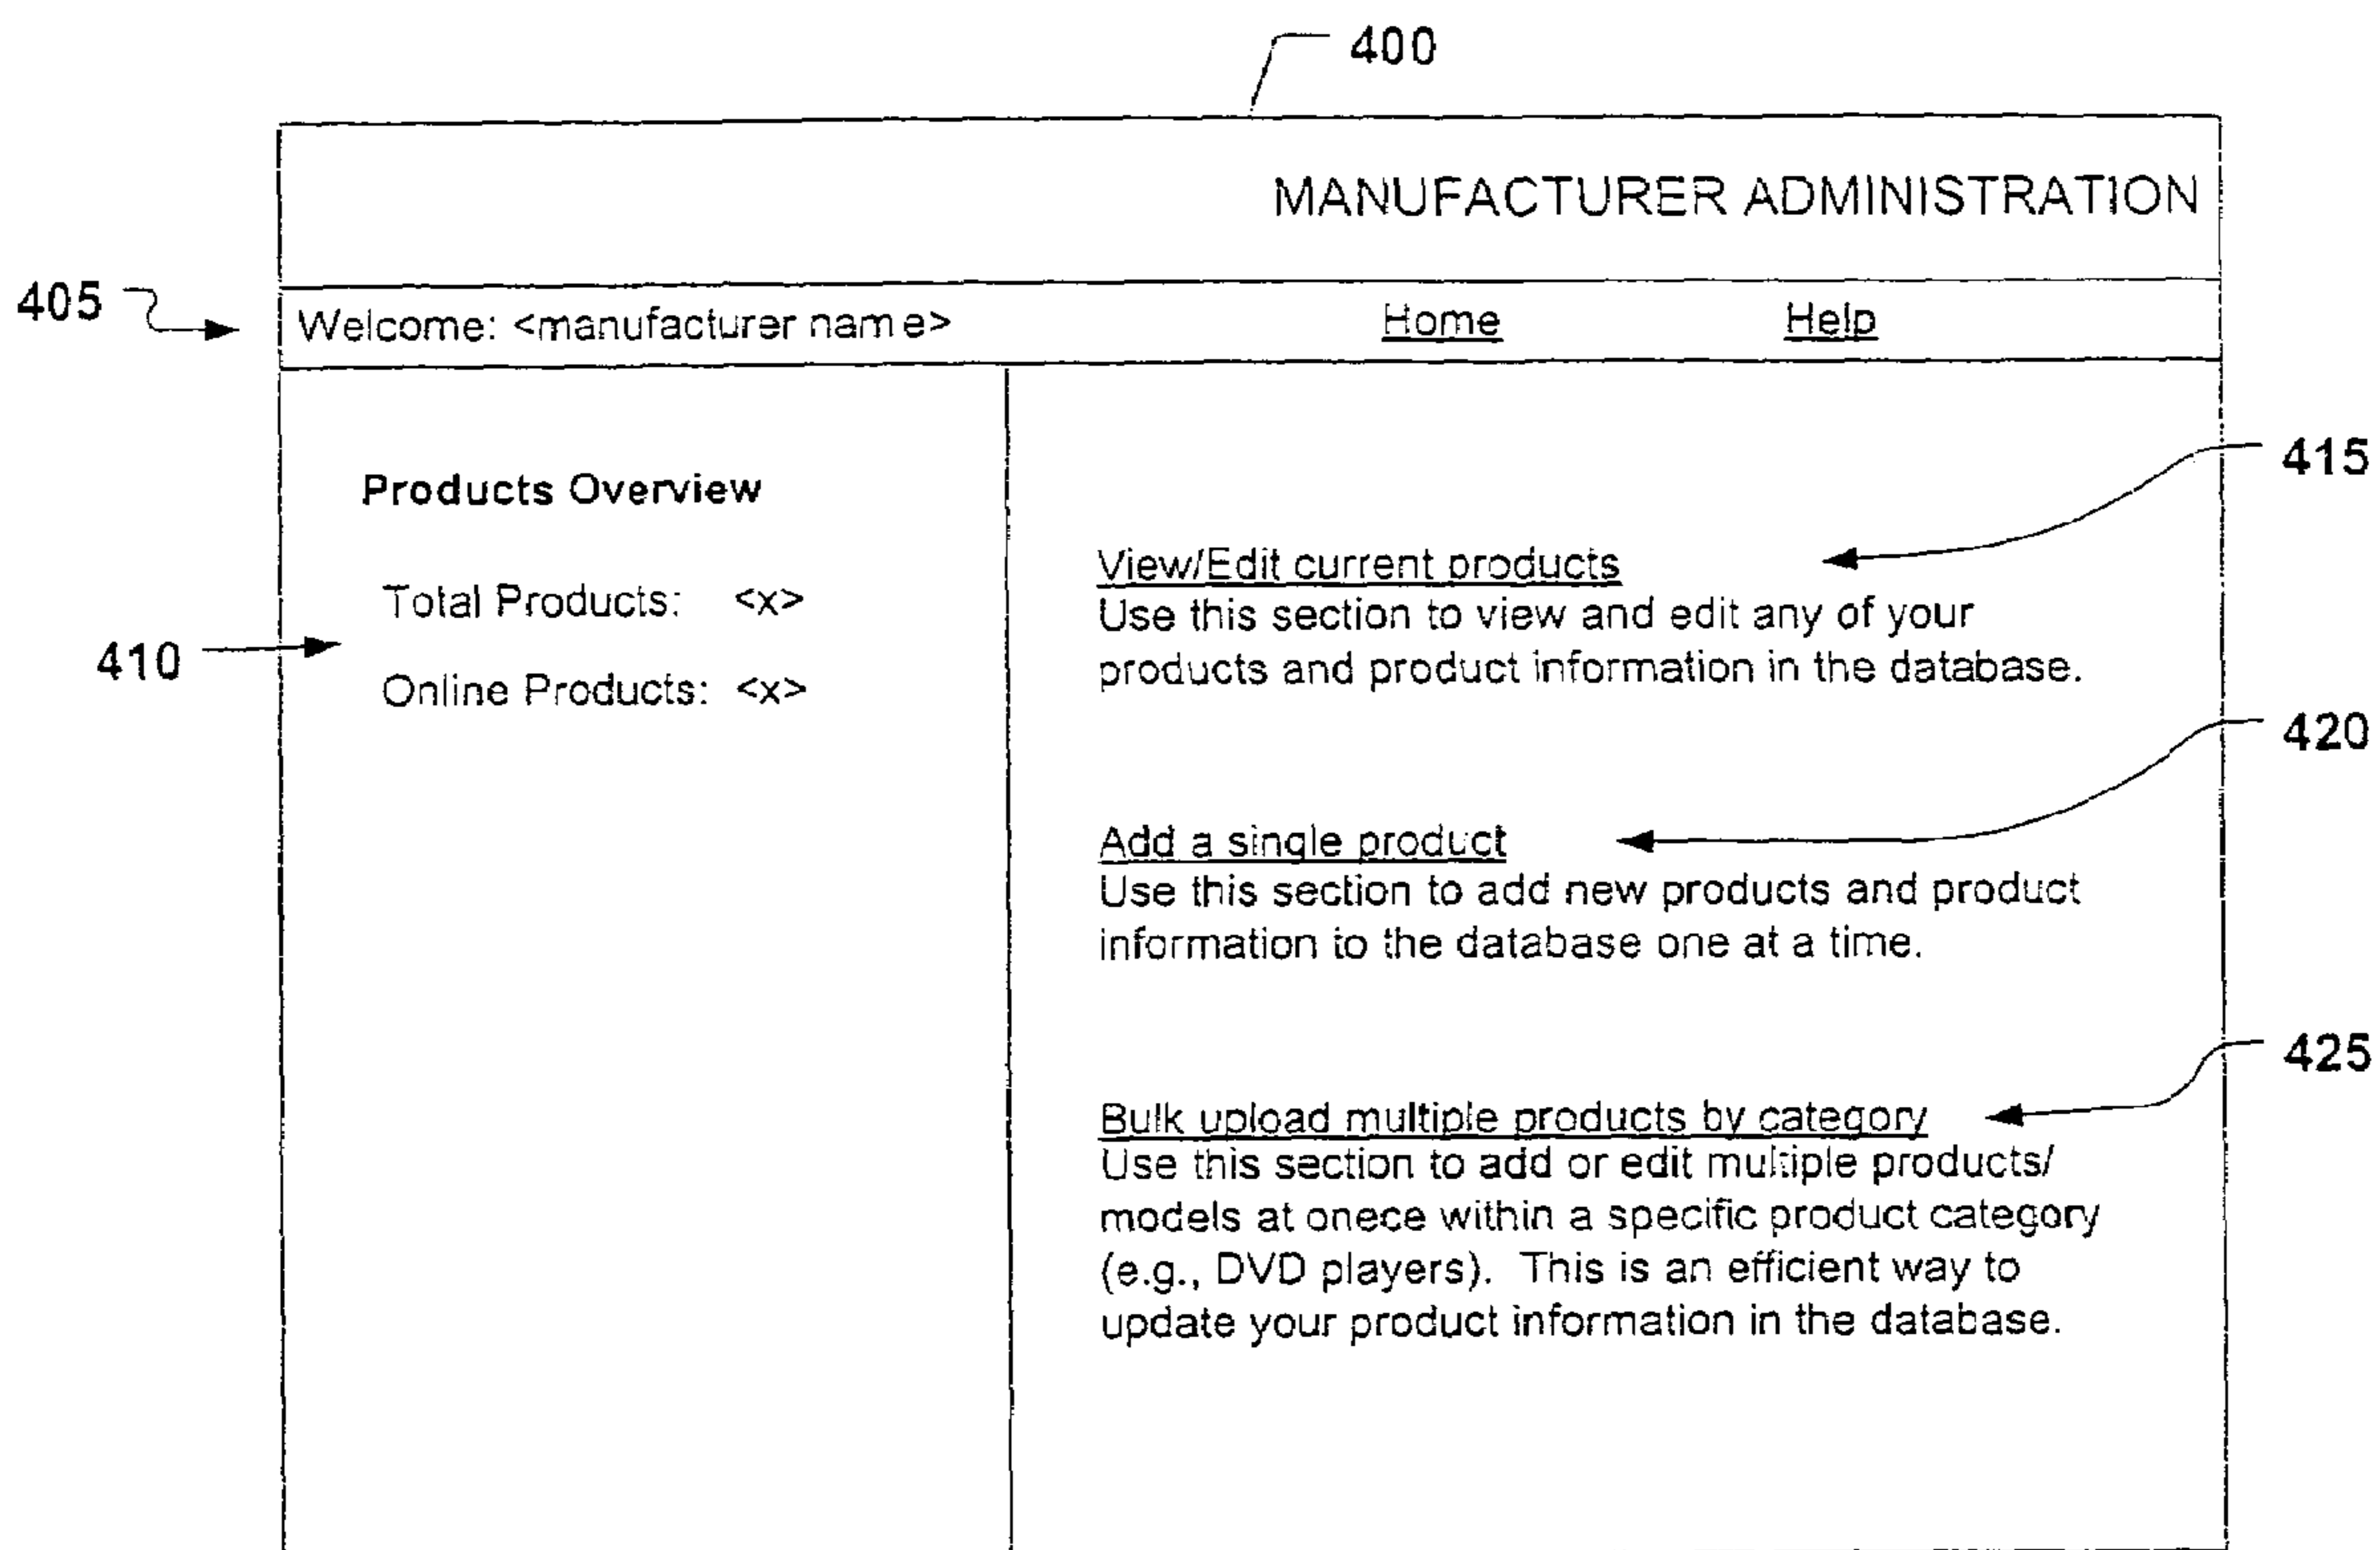 400
MANUFACTURER ADMINISTRATION
405
Welcome: <manufacturer name> Home Help
Products Overview
Total Products: <x>
410
Online Products: <x>
415
View/Edit current products
Use this section to view and edit any of your
products and product information in the database.
420
Add a single product
Use this section to add new products and product
information to the database one at a time.
425
Bulk upload multiple products by category
Use this section to add or edit multiple products/
models at onece within a specific product category
(e.g., DVD players). This is an efficient way to
update your product information in the database.